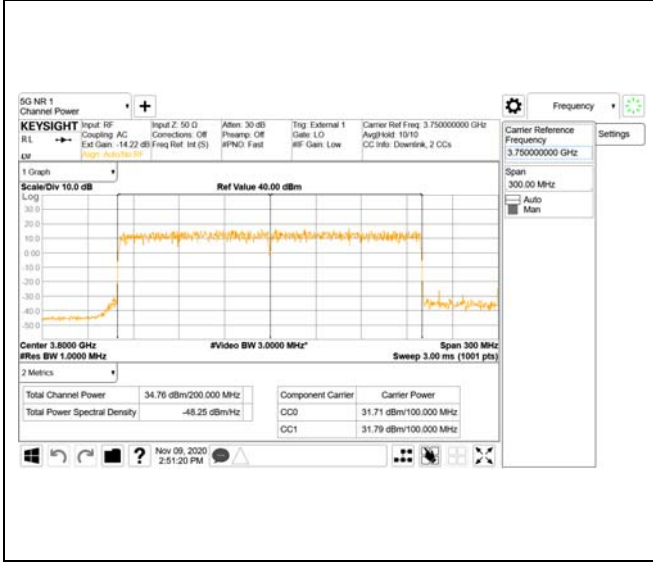 5G NR 1
Channel Power
+
Frequency
KEYSIGHT
RL
Input: RF
Coupling: AC
Ext Gain: -14.22 dB
Align: Auto/No RF
Input Z: 50 Ω
Corrections: Off
Freq Ref: Int (S)
Atten: 30 dB
Preamp: Off
#PNO: Fast
Trig: External 1
Gate: LO
#IF Gain: Low
Carrier Ref Freq: 3.750000000 GHz
Avg|Hold: 10/10
CC Info: Downlink, 2 CCs
Carrier Reference
Frequency
3.750000000 GHz
Settings
Span
300.00 MHz
Auto
Man
1 Graph
Scale/Div 10.0 dB
Ref Value 40.00 dBm
Log
30.0
20.0
10.0
0.00
-10.0
-20.0
-30.0
-40.0
-50.0
Center 3.8000 GHz
#Video BW 3.0000 MHz*
Span 300 MHz
#Res BW 1.0000 MHz
Sweep 3.00 ms (1001 pts)
2 Metrics
Total Channel Power 34.76 dBm/200.000 MHz
Total Power Spectral Density -48.25 dBm/Hz
Component Carrier Carrier Power
CC0 31.71 dBm/100.000 MHz
CC1 31.79 dBm/100.000 MHz
?
Nov 09, 2020
2:51:20 PM